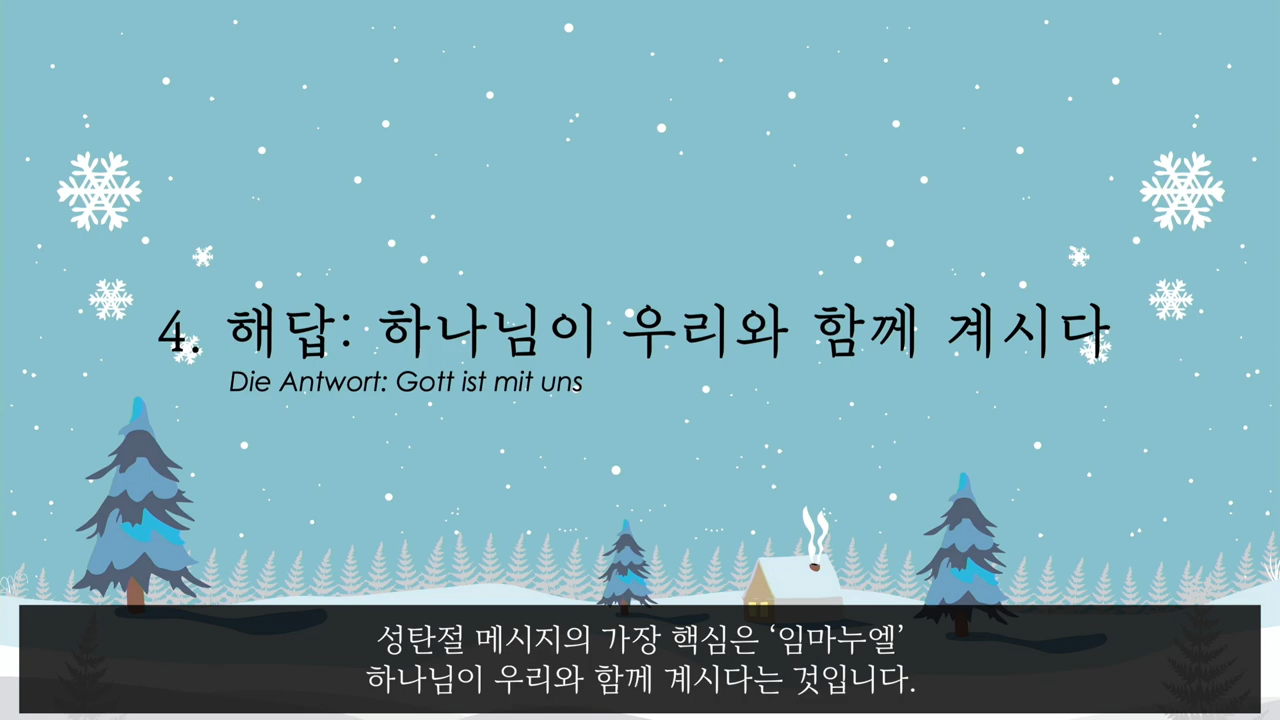 4. 해답: 하나님이 우리와 함께 계시다
Die Antwort: Gott ist mit uns
성탄절 메시지의 가장 핵심은 ‘임마누엘’
하나님이 우리와 함께 계시다는 것입니다.